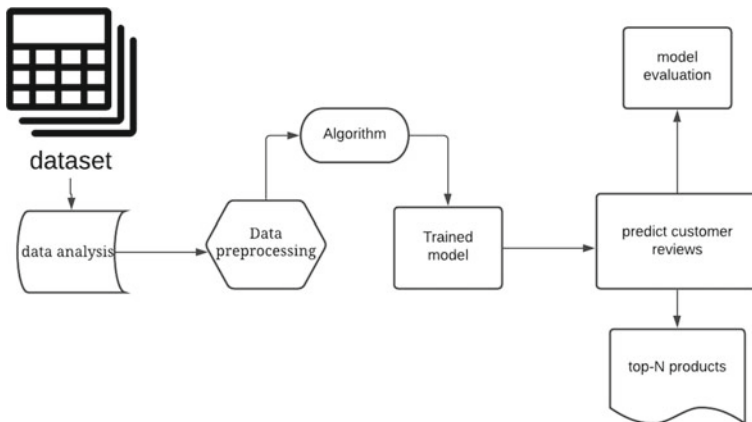 dataset
data analysis
Data
preprocessing
Algorithm
Trained
model
predict customer
reviews
model
evaluation
top-N products